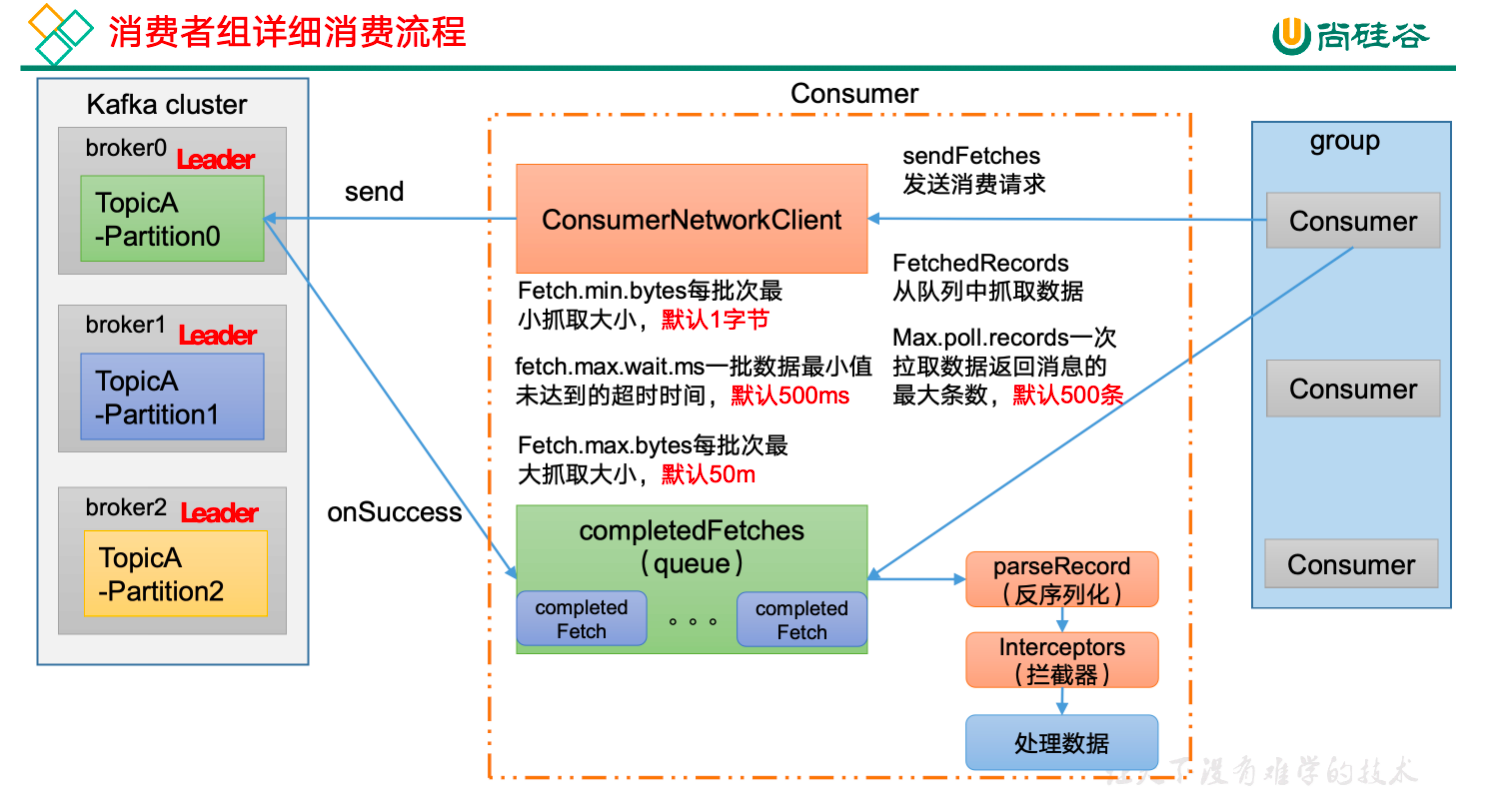 消费者组详细消费流程
尚硅谷
Kafka cluster
broker0
Leader
TopicA
-Partition0
broker1
Leader
TopicA
-Partition1
broker2
Leader
TopicA
-Partition2
send
onSuccess
Consumer
ConsumerNetworkClient
sendFetches
发送消费请求
Fetch.min.bytes每批次最
小抓取大小，默认1字节
fetch.max.wait.ms一批数据最小值
未达到的超时时间，默认500ms
Fetch.max.bytes每批次最
大抓取大小，默认50m
FetchedRecords
从队列中抓取数据
Max.poll.records一次
拉取数据返回消息的
最大条数，默认500条
completedFetches
（queue）
completed
Fetch
。。。
completed
Fetch
parseRecord
（反序列化）
Interceptors
（拦截器）
处理数据
group
Consumer
Consumer
Consumer
下没有难学的技术